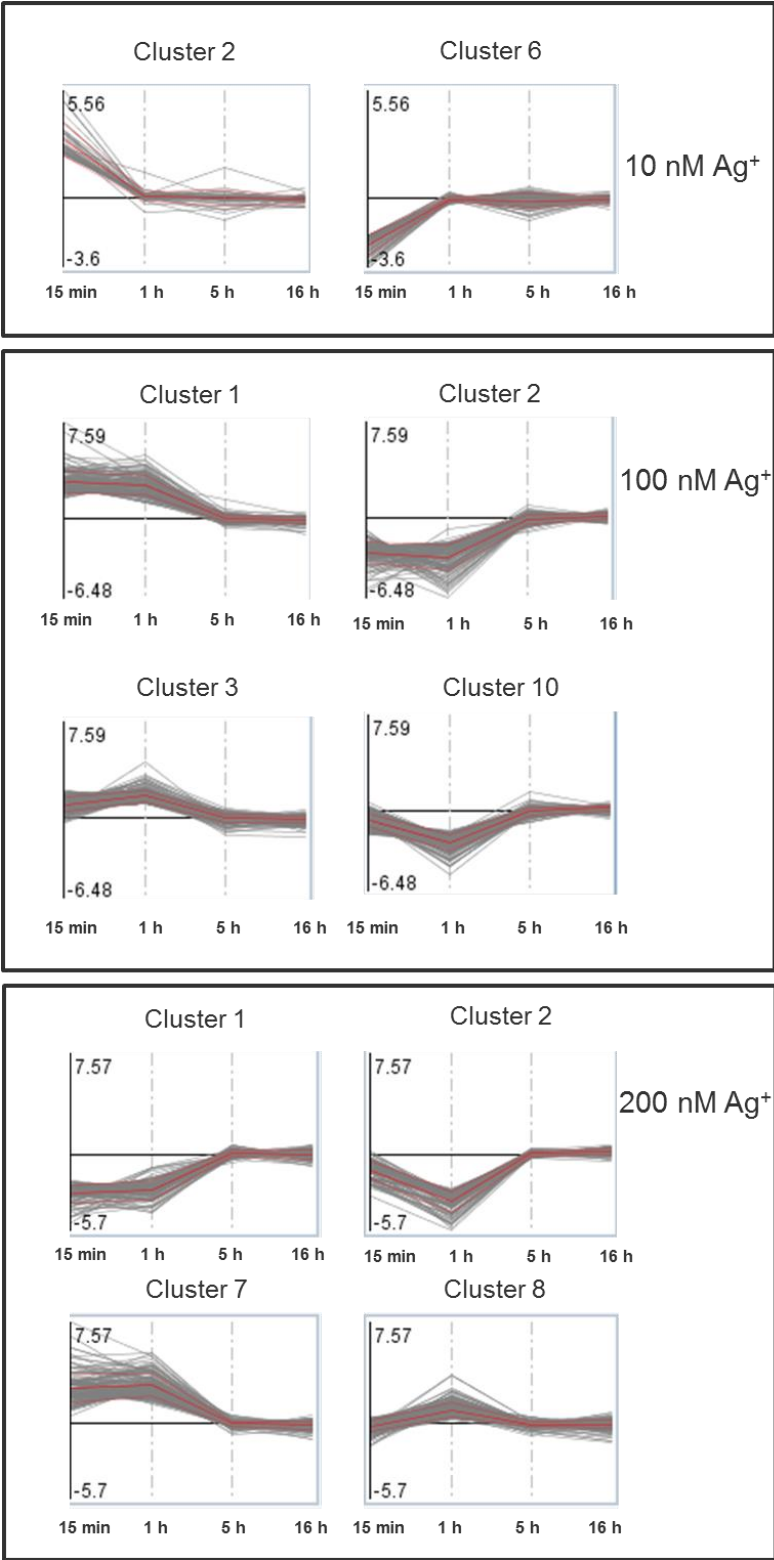 Cluster 2 Cluster 6
5.56 5.56
10 nM Ag⁺
-3.6 -3.6
15 min 1 h 5 h 16 h 15 min 1 h 5 h 16 h
Cluster 1 Cluster 2
7.59 7.59
100 nM Ag⁺
-6.48 -6.48
15 min 1 h 5 h 16 h 15 min 1 h 5 h 16 h
Cluster 3 Cluster 10
7.59 7.59
-6.48 -6.48
15 min 1 h 5 h 16 h 15 min 1 h 5 h 16 h
Cluster 1 Cluster 2
7.57 7.57
200 nM Ag⁺
-5.7 -5.7
15 min 1 h 5 h 16 h 15 min 1 h 5 h 16 h
Cluster 7 Cluster 8
7.57 7.57
-5.7 -5.7
15 min 1 h 5 h 16 h 15 min 1 h 5 h 16 h